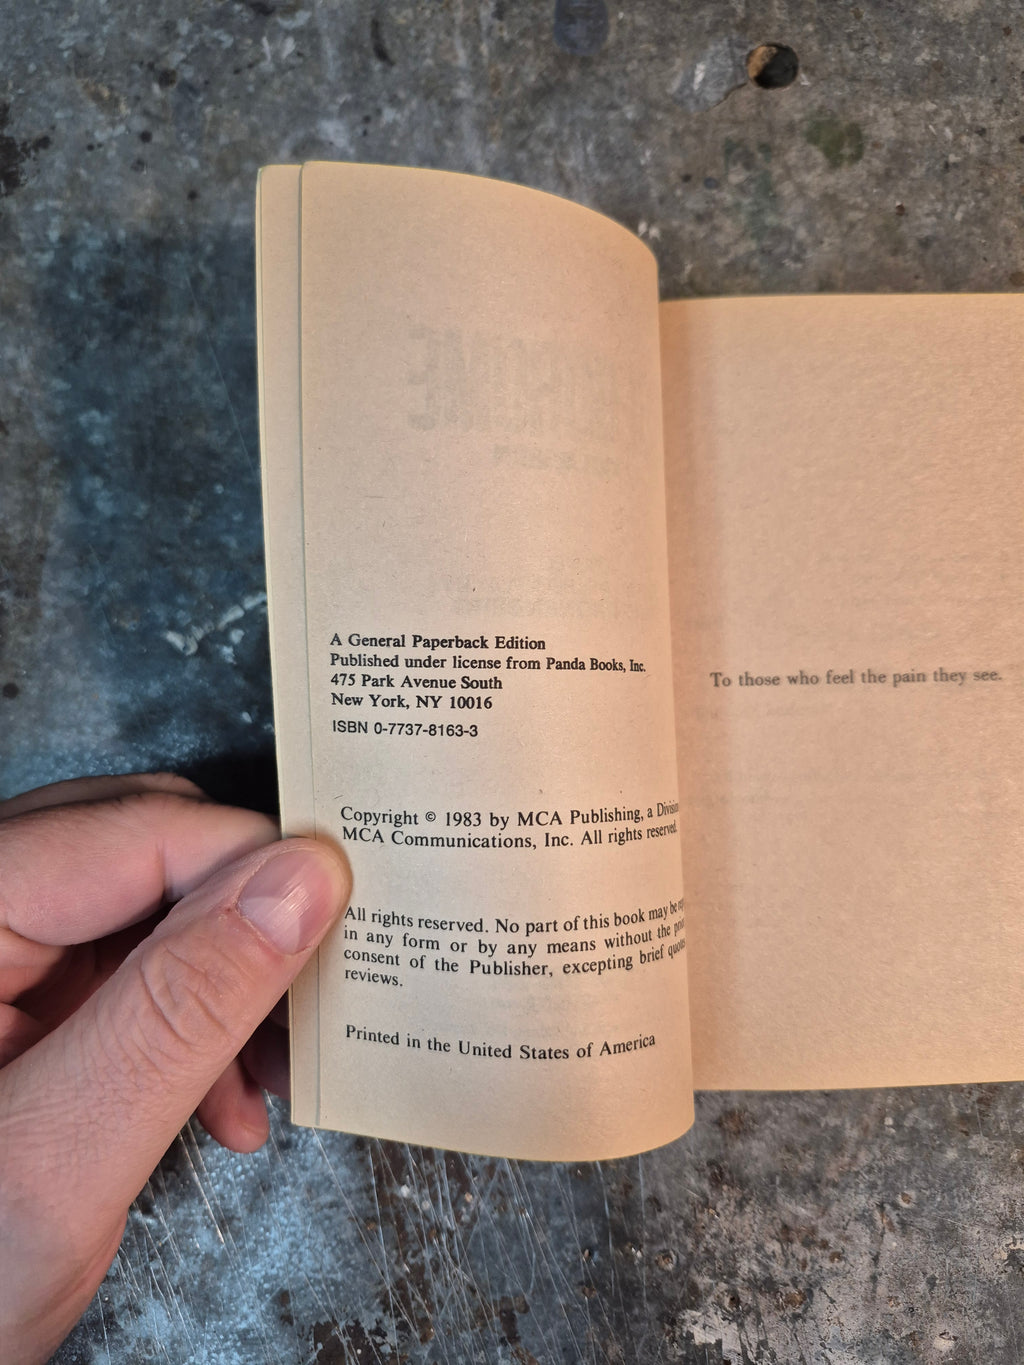 A General Paperback Edition
Published under license from Panda Books, Inc.
475 Park Avenue South
New York, NY 10016
ISBN 0-7737-8163-3
Copyright © 1983 by MCA Publishing, a
MCA Communications, Inc. All rights reserved.
All rights reserved. No part of this book may be
in any form or by any means without the
consent of the Publisher, excepting brief
reviews.
Printed in the United States of America
To those who feel the pain they see.